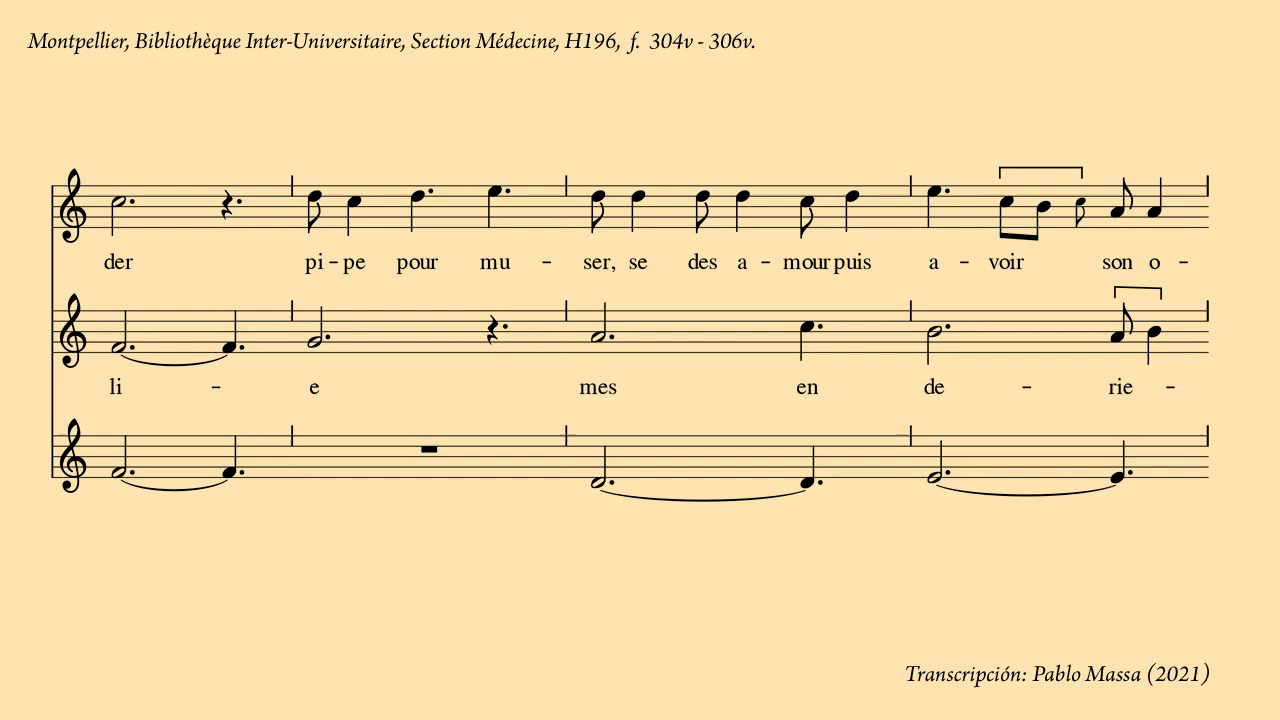 Montpellier, Bibliothèque Inter-Universitaire, Section Médecine, H196, f. 304v - 306v.
der pi - pe pour mu - ser, se des a - mour puis a - voir son o -
li - e mes en de - rie -
Transcripción: Pablo Massa (2021)